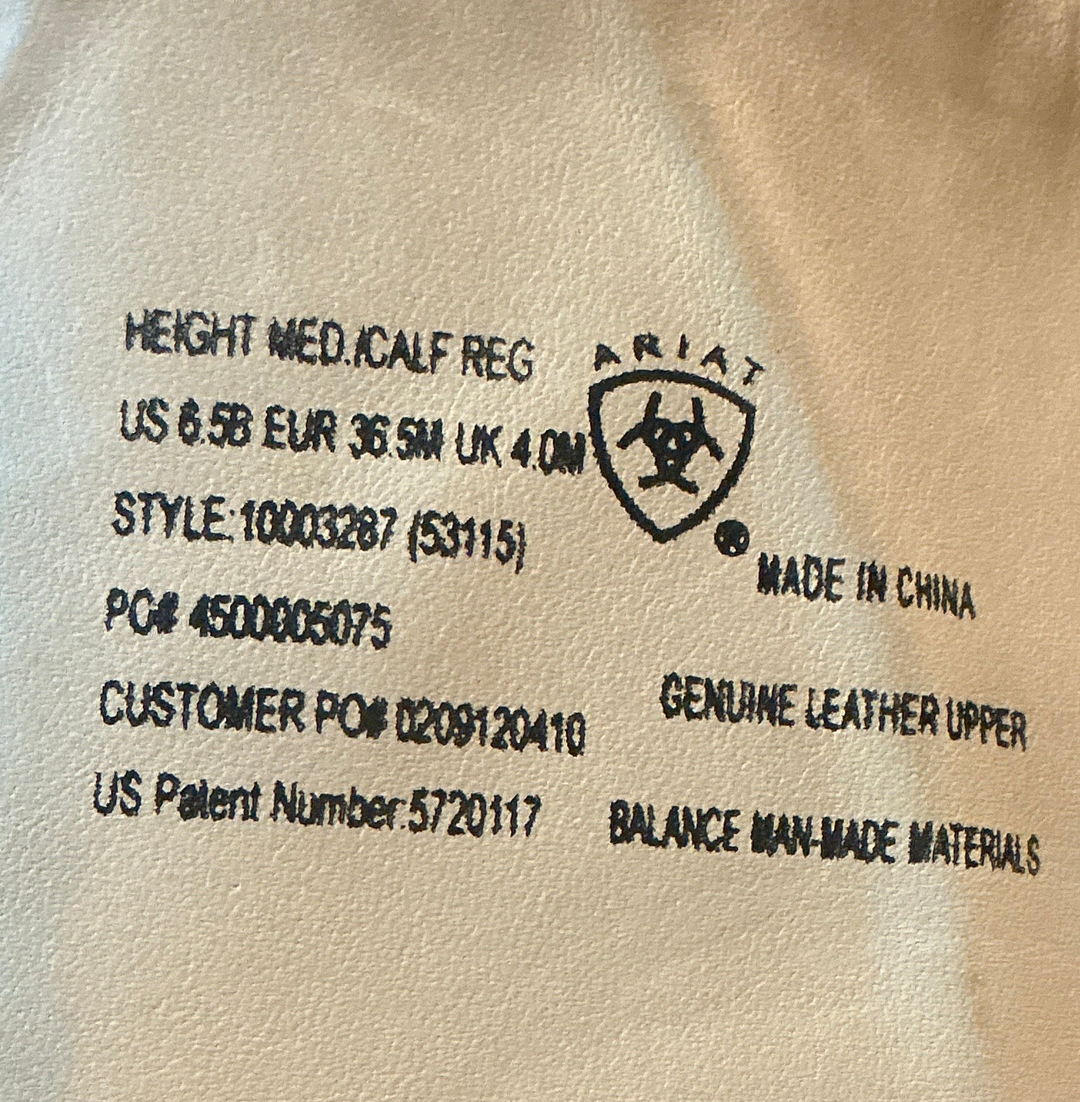 HEIGHT MED./CALF REG
ARIAT
US 6.5B EUR 36.5M UK 4.0M
STYLE:10003287 (53115)
MADE IN CHINA
PO# 4500005075
GENUINE LEATHER UPPER
CUSTOMER PO# 0209120410
US Patent Number:5720117
BALANCE MAN-MADE MATERIALS